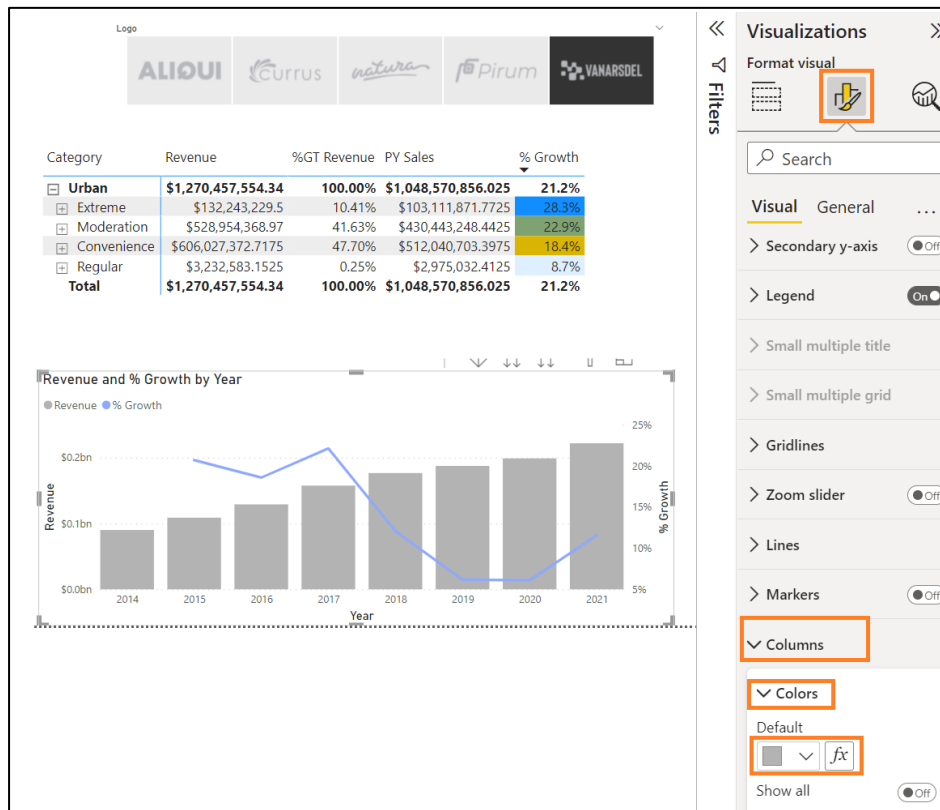 Logo
ALIQUI
Currus
natura
Pirum
VANARSDEL
Category Revenue %GT Revenue PY Sales % Growth
Urban $1,270,457,554.34 100.00% $1,048,570,856.025 21.2%
Extreme $132,243,229.5 10.41% $103,111,871.7725 28.3%
Moderation $528,954,368.97 41.63% $430,443,248.4425 22.9%
Convenience $606,027,372.7175 47.70% $512,040,703.3975 18.4%
Regular $3,232,583.1525 0.25% $2,975,032.4125 8.7%
Total $1,270,457,554.34 100.00% $1,048,570,856.025 21.2%
Revenue and % Growth by Year
Revenue % Growth
Revenue
$0.2bn
$0.1bn
$0.0bn
25%
20%
15%
10%
5%
% Growth
2014 2015 2016 2017 2018 2019 2020 2021
Year
Filters
Visualizations
Format visual
Search
Visual General ...
Secondary y-axis Off
Legend On
Small multiple title
Small multiple grid
Gridlines
Zoom slider Off
Lines
Markers Off
Columns
Colors
Default
fx
Show all Off